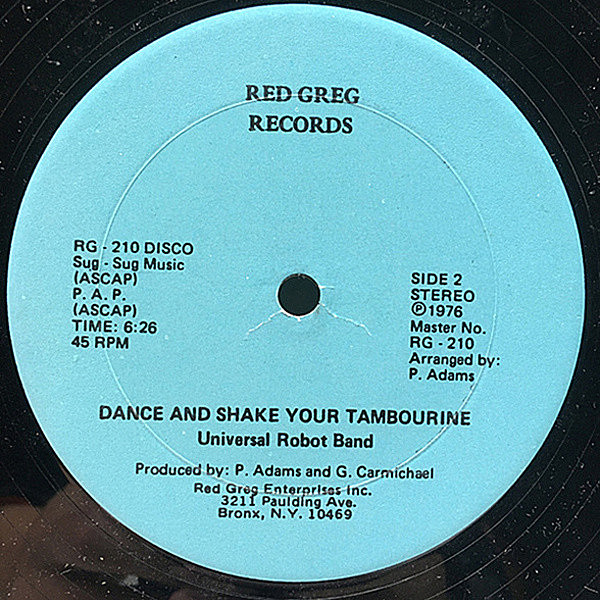 RED GREG
RECORDS
RG - 210 DISCO
Sug - Sug Music
(ASCAP)
P. A. P.
(ASCAP)
TIME: 6:26
45 RPM
SIDE 2
STEREO
Ⓟ1976
Master No.
RG - 210
Arranged by:
P. Adams
DANCE AND SHAKE YOUR TAMBOURINE
Universal Robot Band
Produced by: P. Adams and G. Carmichael
Red Greg Enterprises Inc.
3211 Paulding Ave.
Bronx, N.Y. 10469